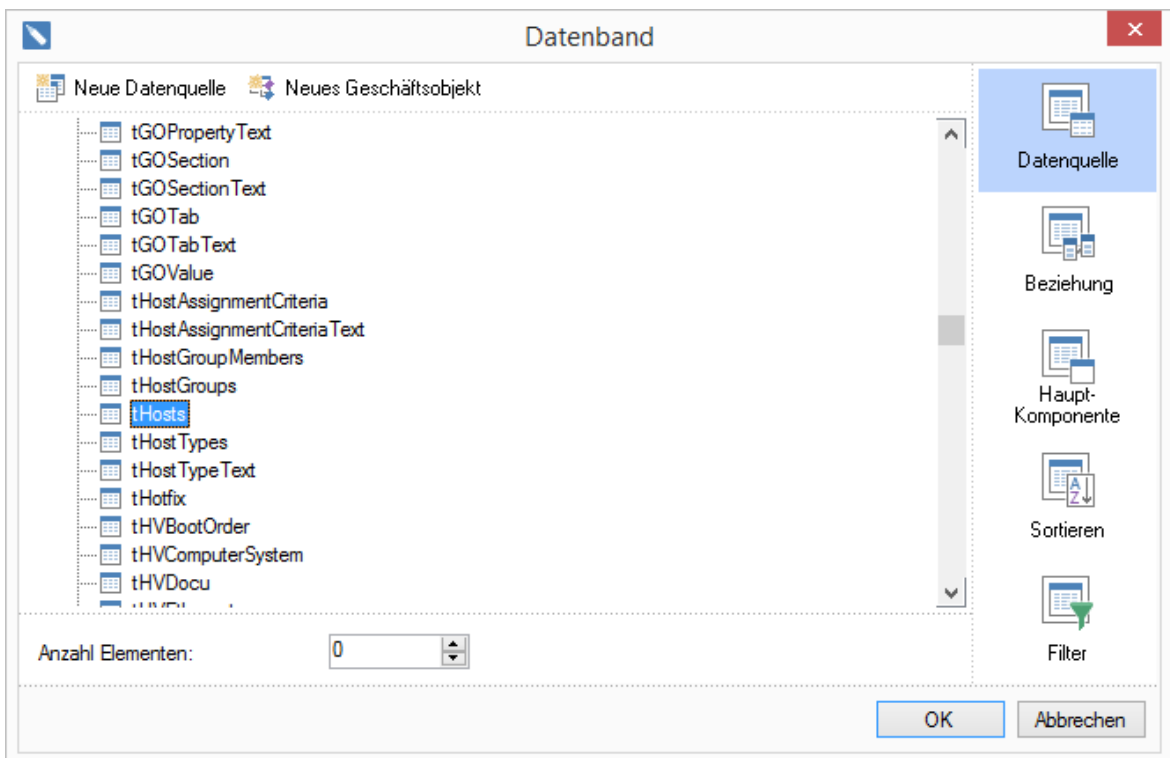 Datenband
Neue Datenquelle Neues Geschäftsobjekt
tGOPropertyText
tGOSection
tGOSectionText
tGOTab
tGOTabText
tGOValue
tHostAssignmentCriteria
tHostAssignmentCriteriaText
tHostGroupMembers
tHostGroups
tHosts
tHostTypes
tHostTypeText
tHotfix
tHVBootOrder
tHVComputerSystem
tHVDocu
Anzahl Elementen: 0
Datenquelle
Beziehung
Haupt-
Komponente
Sortieren
Filter
OK Abbrechen